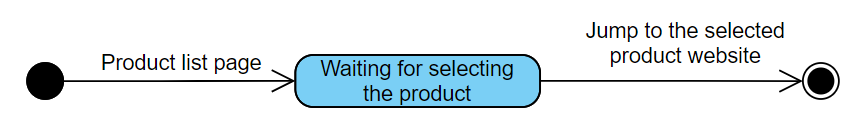 Product list page
Waiting for selecting
the product
Jump to the selected
product website